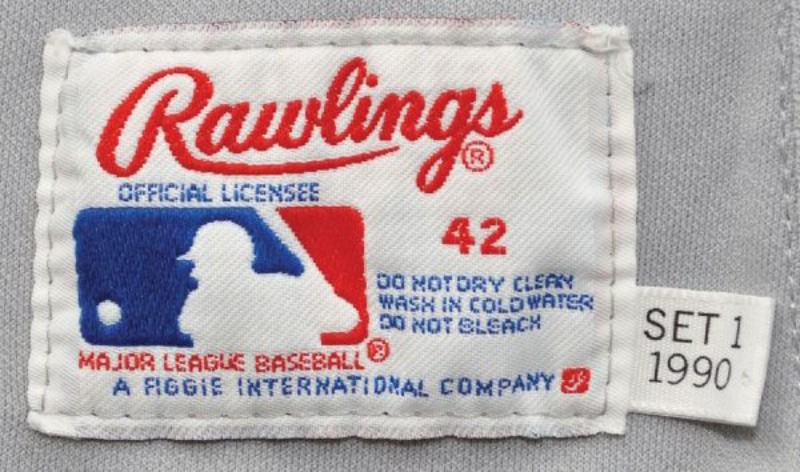 Rawlings®
OFFICIAL LICENSEE
42
DO NOT DRY CLEAN
WASH IN COLD WATER
DO NOT BLEACH
MAJOR LEAGUE BASEBALL®
A FIGGIE INTERNATIONAL COMPANY
SET 1
1990